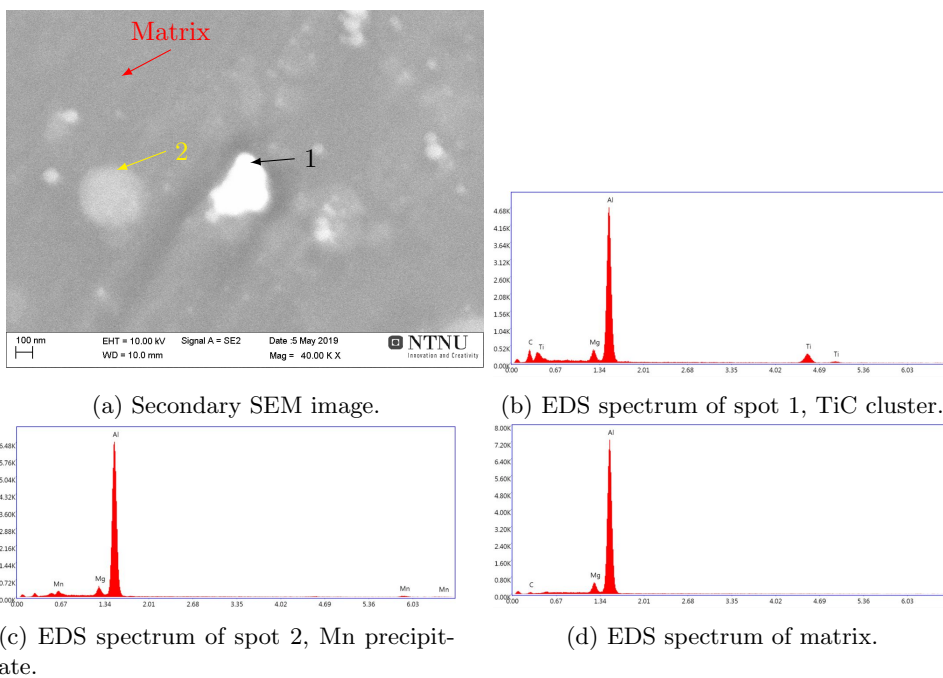 Matrix
2
1
100 nm
EHT = 10.00 kV
Signal A = SE2
Date :5 May 2019
WD = 10.0 mm
Mag = 40.00 K X
NTNU
Innovation and Creativity
(a) Secondary SEM image.
4.68K
4.16K
3.64K
3.12K
2.60K
2.08K
1.56K
1.04K
0.52K
0.00K
Al
C
Ti
Mg
Ti
Ti
0.00
0.67
1.34
2.01
2.68
3.35
4.02
4.69
5.36
6.03
(b) EDS spectrum of spot 1, TiC cluster.
6.48K
5.76K
5.04K
4.32K
3.60K
2.88K
2.16K
1.44K
0.72K
0.00K
Al
Mn
Mg
Mn
Mn
0.00
0.67
1.34
2.01
2.68
3.35
4.02
4.69
5.36
6.03
(c) EDS spectrum of spot 2, Mn precipit-
ate.
8.00K
7.20K
6.40K
5.60K
4.80K
4.00K
3.20K
2.40K
1.60K
0.80K
0.00K
Al
C
Mg
0.00
0.67
1.34
2.01
2.68
3.35
4.02
4.69
5.36
6.03
(d) EDS spectrum of matrix.